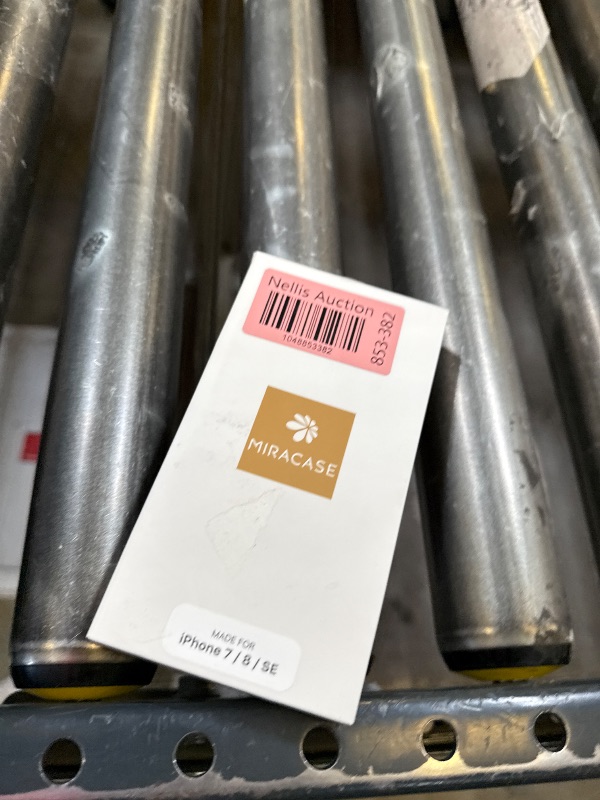 Nellis Auction
1046853382
853-382
MIRACASE
MADE FOR
iPhone 7 / 8 / SE